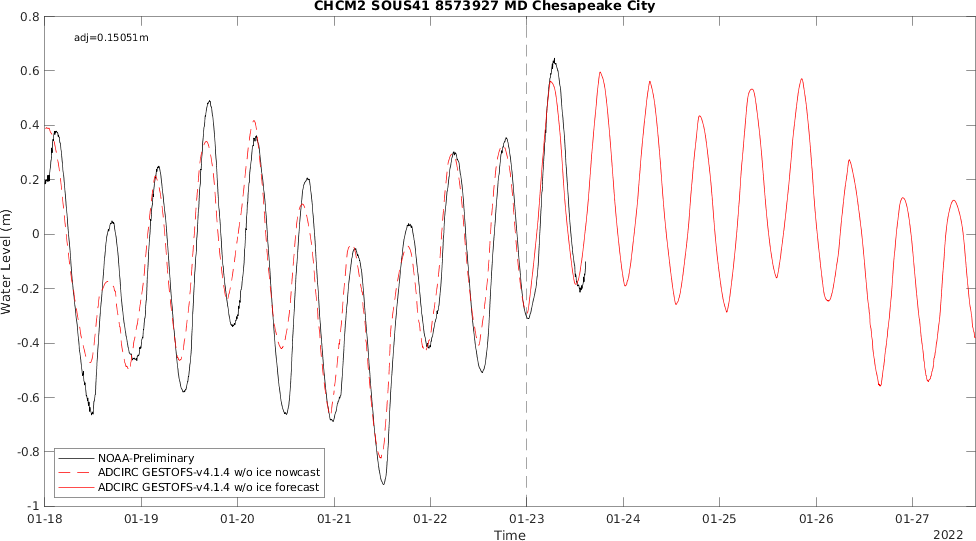 CHCM2 SOUS41 8573927 MD Chesapeake City
adj=0.15051m
0.8
0.6
0.4
0.2
0
-0.2
-0.4
-0.6
-0.8
-1
Water Level (m)
NOAA-Preliminary
ADCIRC GESTOFS-v4.1.4 w/o ice nowcast
ADCIRC GESTOFS-v4.1.4 w/o ice forecast
01-18 01-19 01-20 01-21 01-22 01-23 01-24 01-25 01-26 01-27
Time
2022